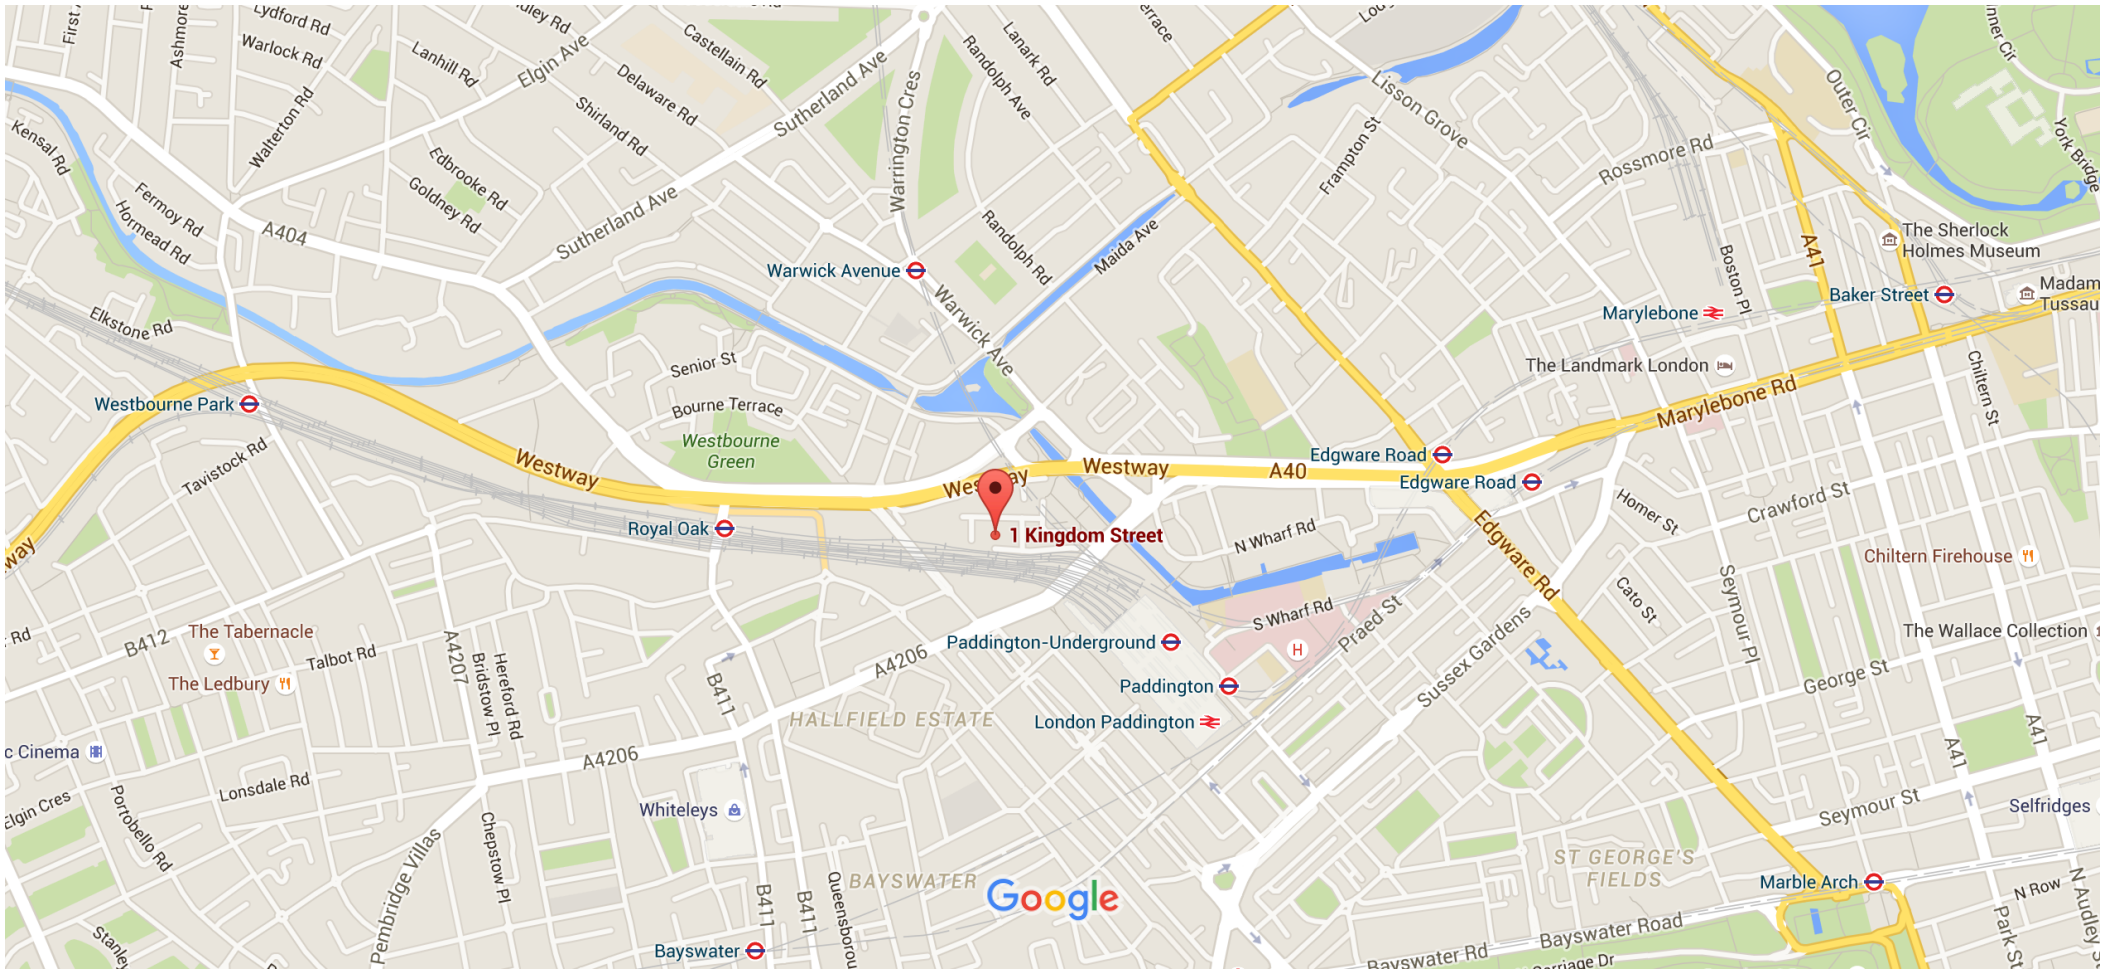 First
Ashmore
Lydford Rd
Warlock Rd
Lanhill Rd
Elgin Ave
Castellain Rd
Delaware Rd
Shirland Rd
Sutherland Ave
Warrington Cres
Randolph Ave
Lanark Rd
Lisson Grove
Frampton St
Outer Cir
nner Cir
York Bridge
Rossmore Rd
Kensal Rd
Walterton Rd
Fermoy Rd
Hormead Rd
A404
Edbrooke Rd
Goldney Rd
Sutherland Ave
Randolph Rd
Maida Ave
Warwick Avenue
Warwick Ave
A41
Boston Pl
The Sherlock
Holmes Museum
Baker Street
Madam
Tussau
Marylebone
The Landmark London
Marylebone Rd
Chiltern St
Elkstone Rd
Westbourne Park
Senior St
Bourne Terrace
Westbourne
Green
Tavistock Rd
Westway
Westway
Westway
A40
Edgware Road
Edgware Road
Edgware Rd
Homer St
Crawford St
way
Royal Oak
1 Kingdom Street
N Wharf Rd
S Wharf Rd
Praed St
H
Cato St
Seymour Pl
Chiltern Firehouse
The Wallace Collection
George St
Rd
B412
The Tabernacle
The Ledbury
Talbot Rd
A4207
Bridstow Pl
Hereford Rd
B411
A4206
Paddington-Underground
Paddington
London Paddington
Sussex Gardens
HALLFIELD ESTATE
c Cinema
A4206
Lonsdale Rd
Elgin Cres
Portobello Rd
Whiteleys
A41
A41
Seymour St
Selfridges
Pembridge Villas
Chepstow Pl
B411
B411
Queensborou
BAYSWATER
Google
ST GEORGE'S
FIELDS
Marble Arch
N Row
N Audley
Park St
Stanley
Bayswater
Bayswater Rd
Bayswater Road
Carriage Dr